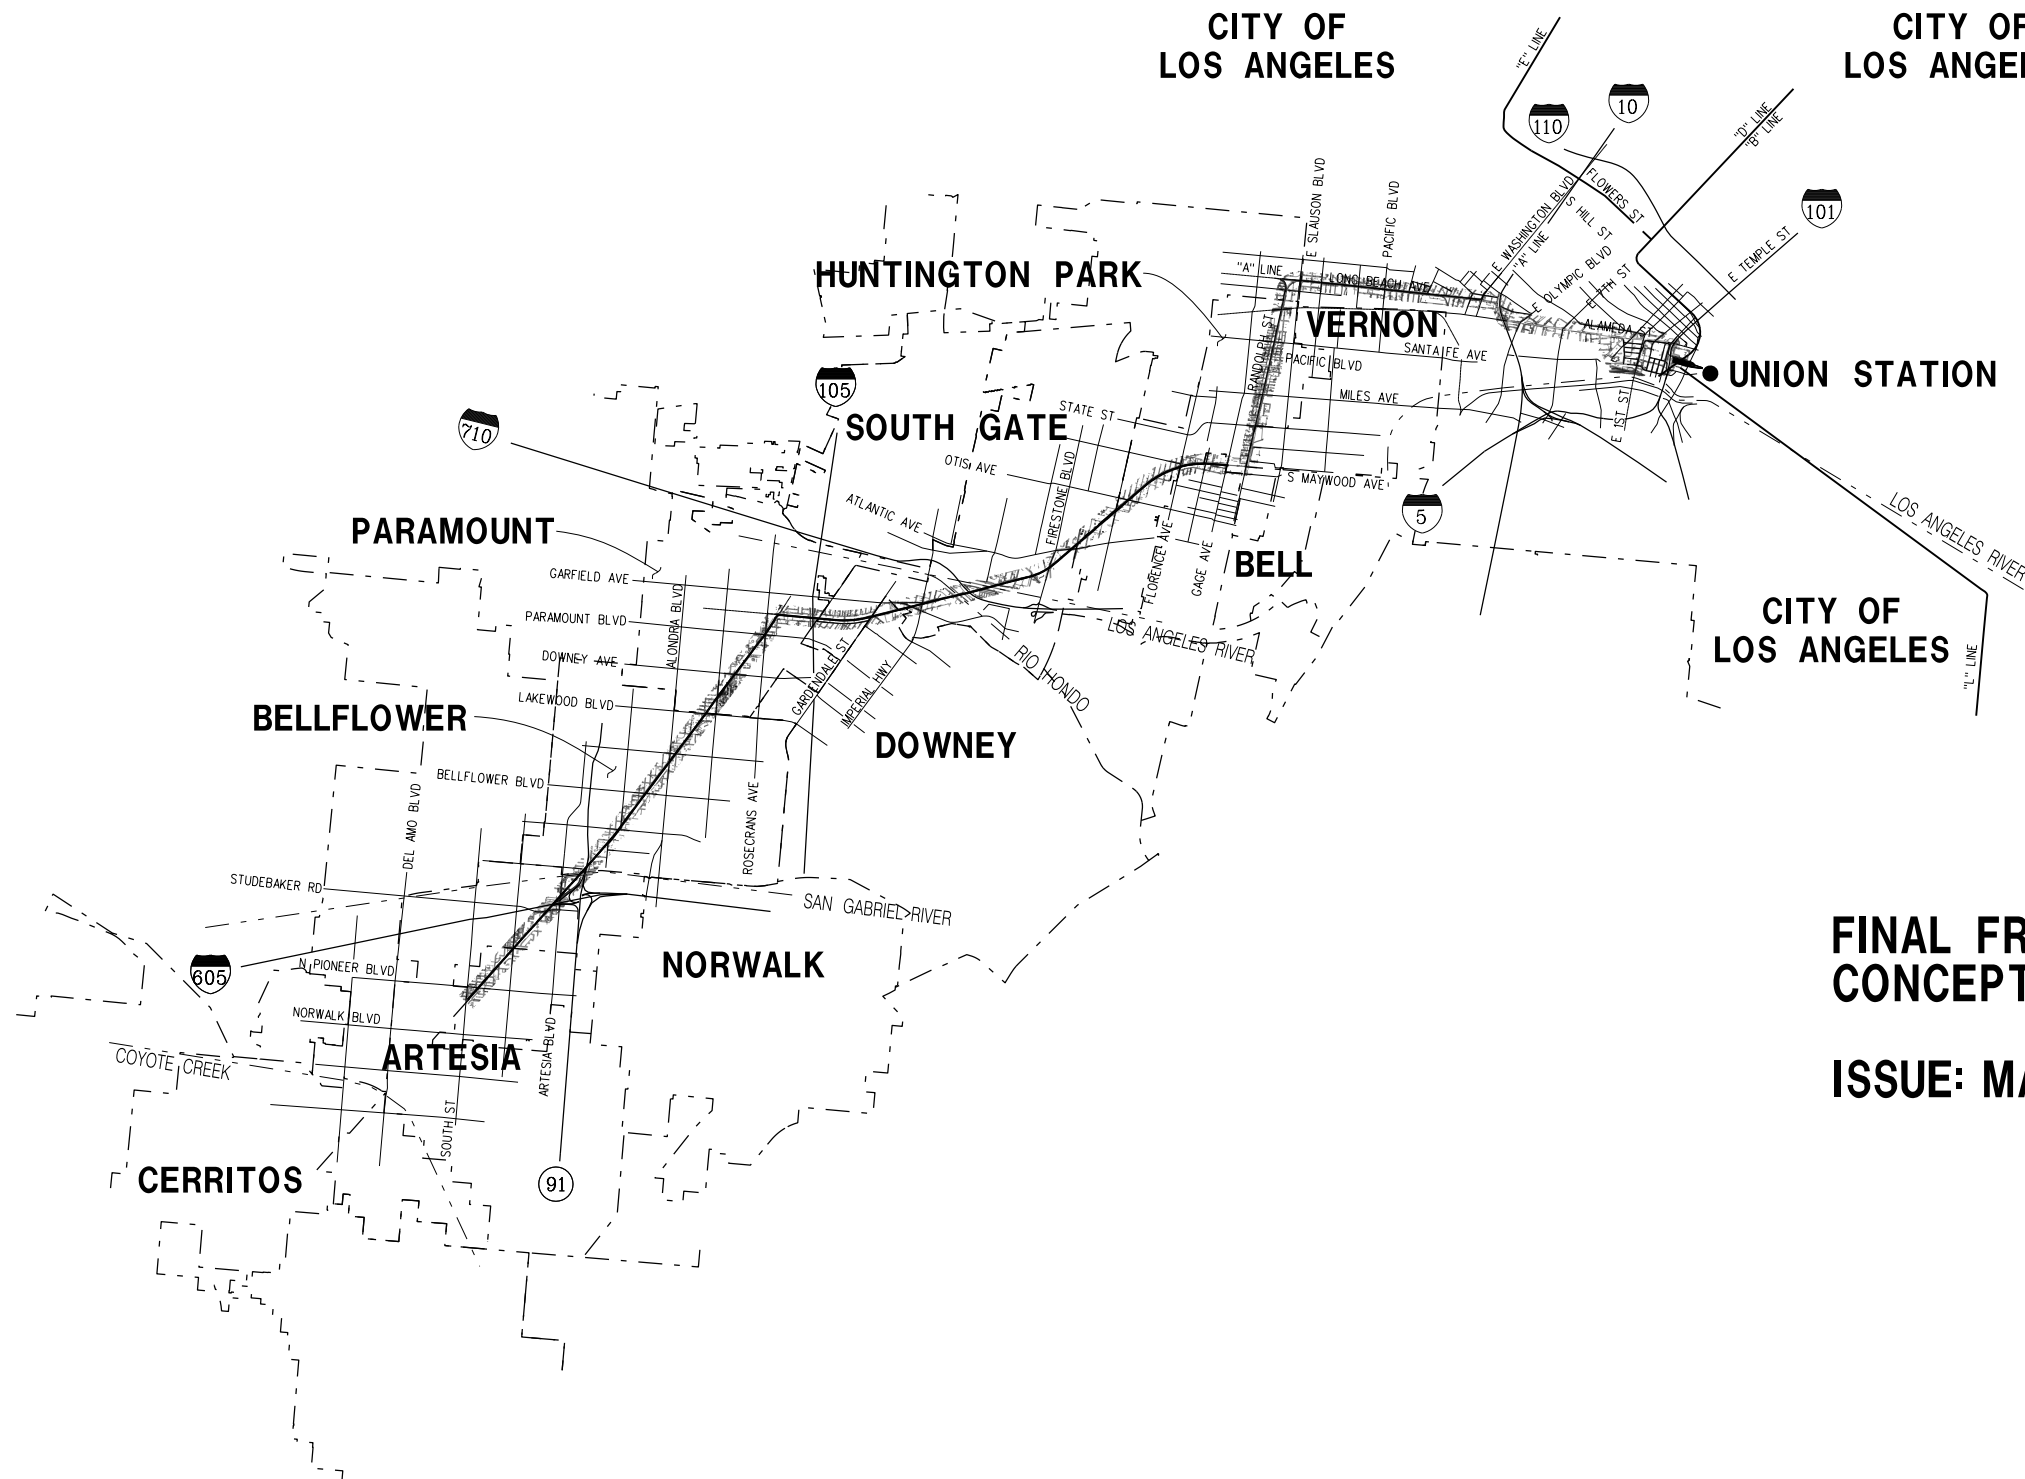 CITY OF
LOS ANGELES
CITY OF
LOS ANGEL
"E" LINE
110
10
"D" LINE
"B" LINE
101
FLOWERS ST
S HILL ST
E WASHINGTON BLVD
"A" LINE
E OLYMPIC BLVD
E 7TH ST
E TEMPLE ST
E SLAUSON BLVD
PACIFIC BLVD
HUNTINGTON PARK
"A" LINE
LONG BEACH AVE
VERNON
ALAMEDA ST
RANDOLPH ST
SANTA FE AVE
PACIFIC BLVD
UNION STATION
MILES AVE
E 1ST ST
105
710
SOUTH GATE
STATE ST
OTIS AVE
FIRESTONE BLVD
S MAYWOOD AVE
ATLANTIC AVE
5
LOS ANGELES RIVER
PARAMOUNT
GARFIELD AVE
FLORENCE AVE
GAGE AVE
BELL
PARAMOUNT BLVD
ALONDRA BLVD
LOS ANGELES RIVER
CITY OF
LOS ANGELES
"L" LINE
DOWNEY AVE
GARDENDALE ST
IMPERIAL HWY
RIO HONDO
LAKEWOOD BLVD
BELLFLOWER
DOWNEY
BELLFLOWER BLVD
DEL AMO BLVD
ROSECRANS AVE
STUDEBAKER RD
SAN GABRIEL RIVER
605
N PIONEER BLVD
NORWALK
FINAL FR
CONCEPT
NORWALK BLVD
ARTESIA
ARTESIA BLVD
COYOTE CREEK
ISSUE: MA
SOUTH ST
CERRITOS
91